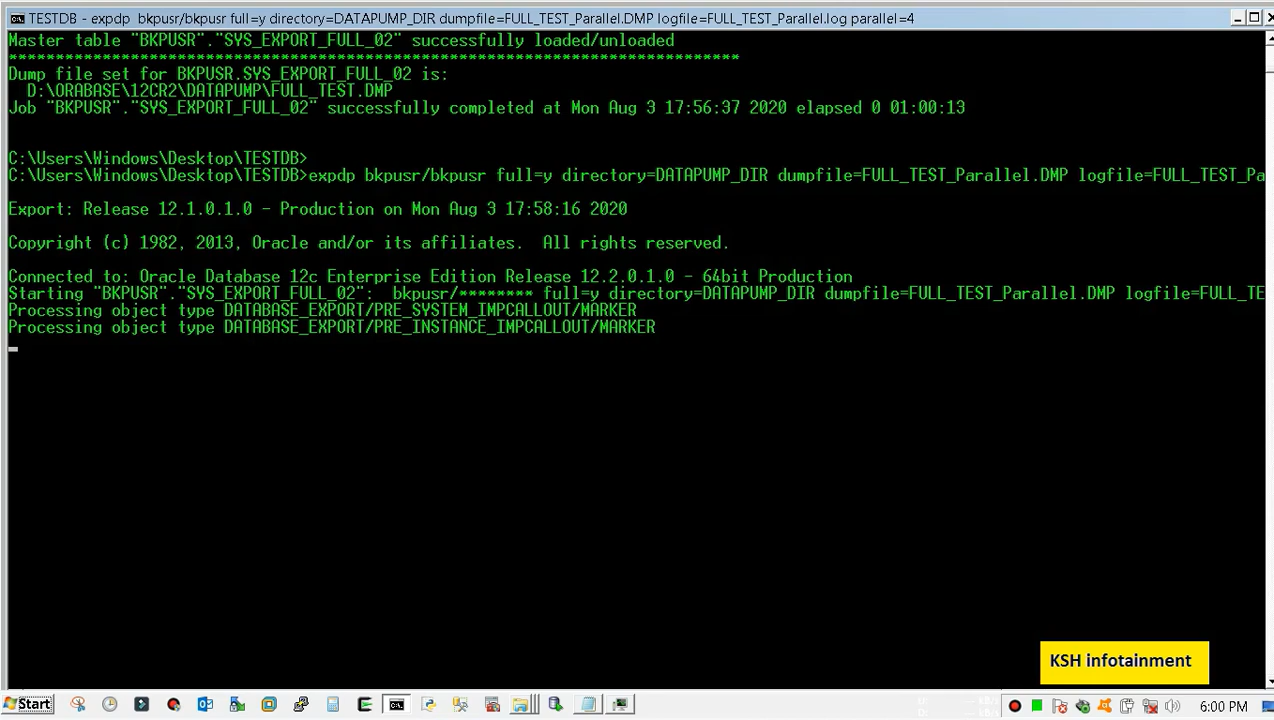 TESTDB - expdp bkpusr/bkpusr full=y directory=DATAPUMP_DIR dumpfile=FULL_TEST_Parallel.DMP logfile=FULL_TEST_Parallel.log parallel=4
Master table "BKPUSR"."SYS_EXPORT_FULL_02" successfully loaded/unloaded
******************************************************************************
Dump file set for BKPUSR.SYS_EXPORT_FULL_02 is:
D:\ORABASE\12CR2\DATAPUMP\FULL_TEST.DMP
Job "BKPUSR"."SYS_EXPORT_FULL_02" successfully completed at Mon Aug 3 17:56:37 2020 elapsed 0 01:00:13
C:\Users\Windows\Desktop\TESTDB>
C:\Users\Windows\Desktop\TESTDB>expdp bkpusr/bkpusr full=y directory=DATAPUMP_DIR dumpfile=FULL_TEST_Parallel.DMP logfile=FULL_TEST_Pa
Export: Release 12.1.0.1.0 - Production on Mon Aug 3 17:58:16 2020
Copyright (c) 1982, 2013, Oracle and/or its affiliates.  All rights reserved.
Connected to: Oracle Database 12c Enterprise Edition Release 12.2.0.1.0 - 64bit Production
Starting "BKPUSR"."SYS_EXPORT_FULL_02":  bkpusr/******** full=y directory=DATAPUMP_DIR dumpfile=FULL_TEST_Parallel.DMP logfile=FULL_TE
Processing object type DATABASE_EXPORT/PRE_SYSTEM_IMPCALLOUT/MARKER
Processing object type DATABASE_EXPORT/PRE_INSTANCE_IMPCALLOUT/MARKER
KSH infotainment
Start
6:00 PM